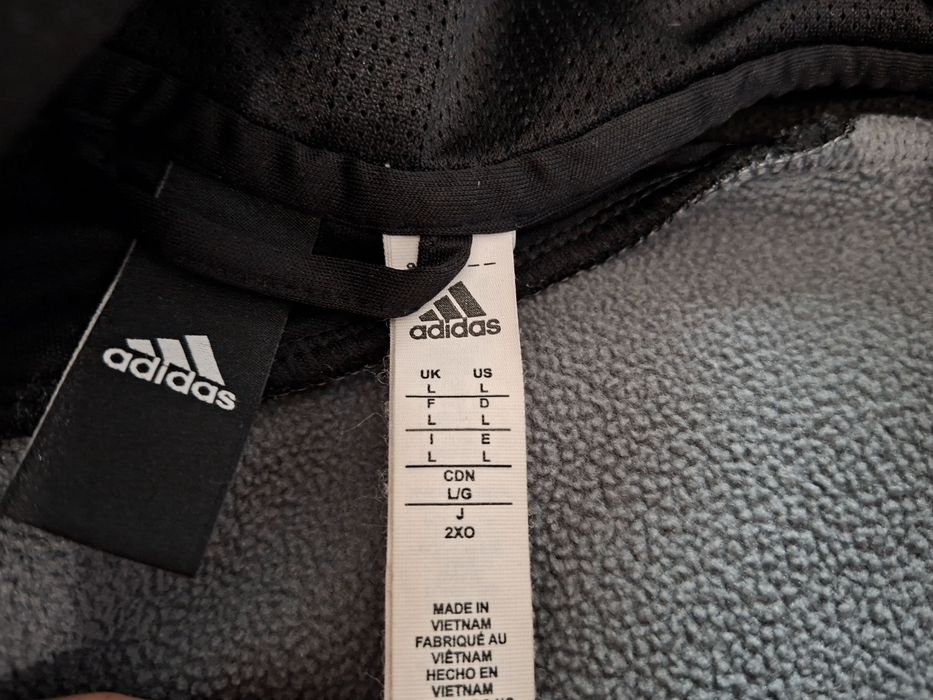 adidas
adidas
UK US
L L
F D
L L
I E
L L
CDN
L/G
J
2XO
MADE IN
VIETNAM
FABRIQUÉ AU
VIÊTNAM
HECHO EN
VIETNAM